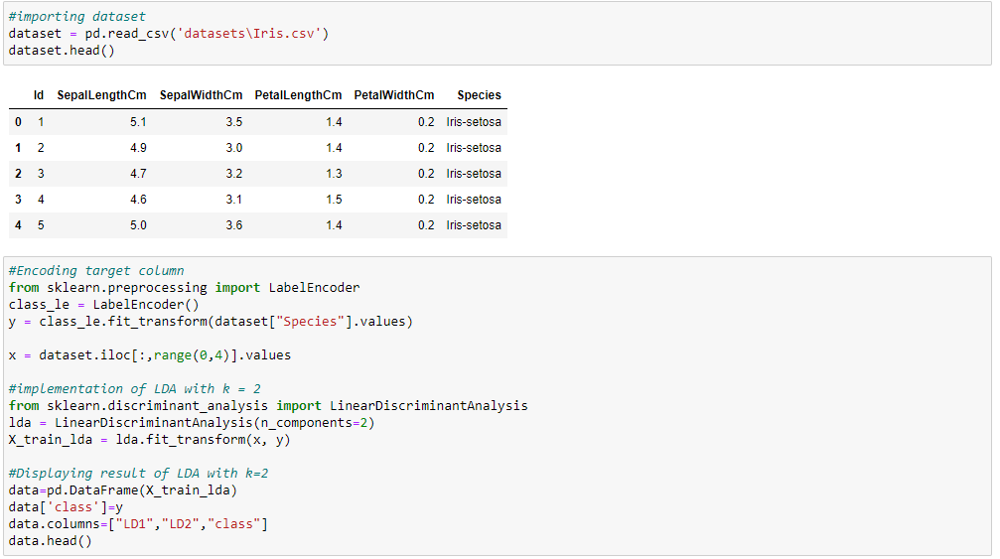 #importing dataset
dataset = pd.read_csv('datasets\Iris.csv')
dataset.head()
Id SepalLengthCm SepalWidthCm PetalLengthCm PetalWidthCm Species
0 1 5.1 3.5 1.4 0.2 Iris-setosa
1 2 4.9 3.0 1.4 0.2 Iris-setosa
2 3 4.7 3.2 1.3 0.2 Iris-setosa
3 4 4.6 3.1 1.5 0.2 Iris-setosa
4 5 5.0 3.6 1.4 0.2 Iris-setosa
#Encoding target column
from sklearn.preprocessing import LabelEncoder
class_le = LabelEncoder()
y = class_le.fit_transform(dataset["Species"].values)
x = dataset.iloc[:,range(0,4)].values
#implementation of LDA with k = 2
from sklearn.discriminant_analysis import LinearDiscriminantAnalysis
lda = LinearDiscriminantAnalysis(n_components=2)
X_train_lda = lda.fit_transform(x, y)
#Displaying result of LDA with k=2
data=pd.DataFrame(X_train_lda)
data['class']=y
data.columns=["LD1","LD2","class"]
data.head()